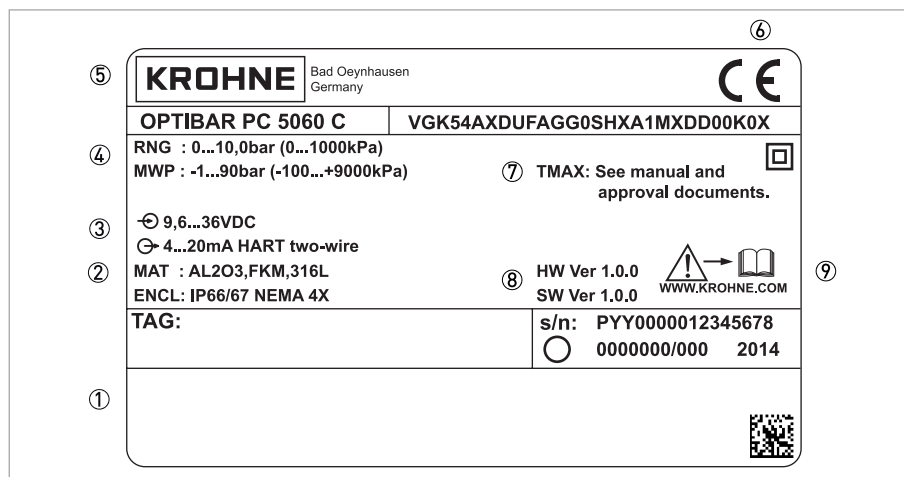 ⑥
⑤ KROHNE Bad Oeynhausen
Germany
CE
OPTIBAR PC 5060 C VGK54AXDUFAGG0SHXA1MXDD00K0X
④ RNG : 0...10,0bar (0...1000kPa)
MWP : -1...90bar (-100...+9000kPa)
⑦ TMAX: See manual and
approval documents.
③ 9,6...36VDC
4...20mA HART two-wire
② MAT : AL2O3,FKM,316L
ENCL: IP66/67 NEMA 4X
⑧ HW Ver 1.0.0
SW Ver 1.0.0
WWW.KROHNE.COM
⑨
TAG:
s/n: PYY0000012345678
0000000/000 2014
①